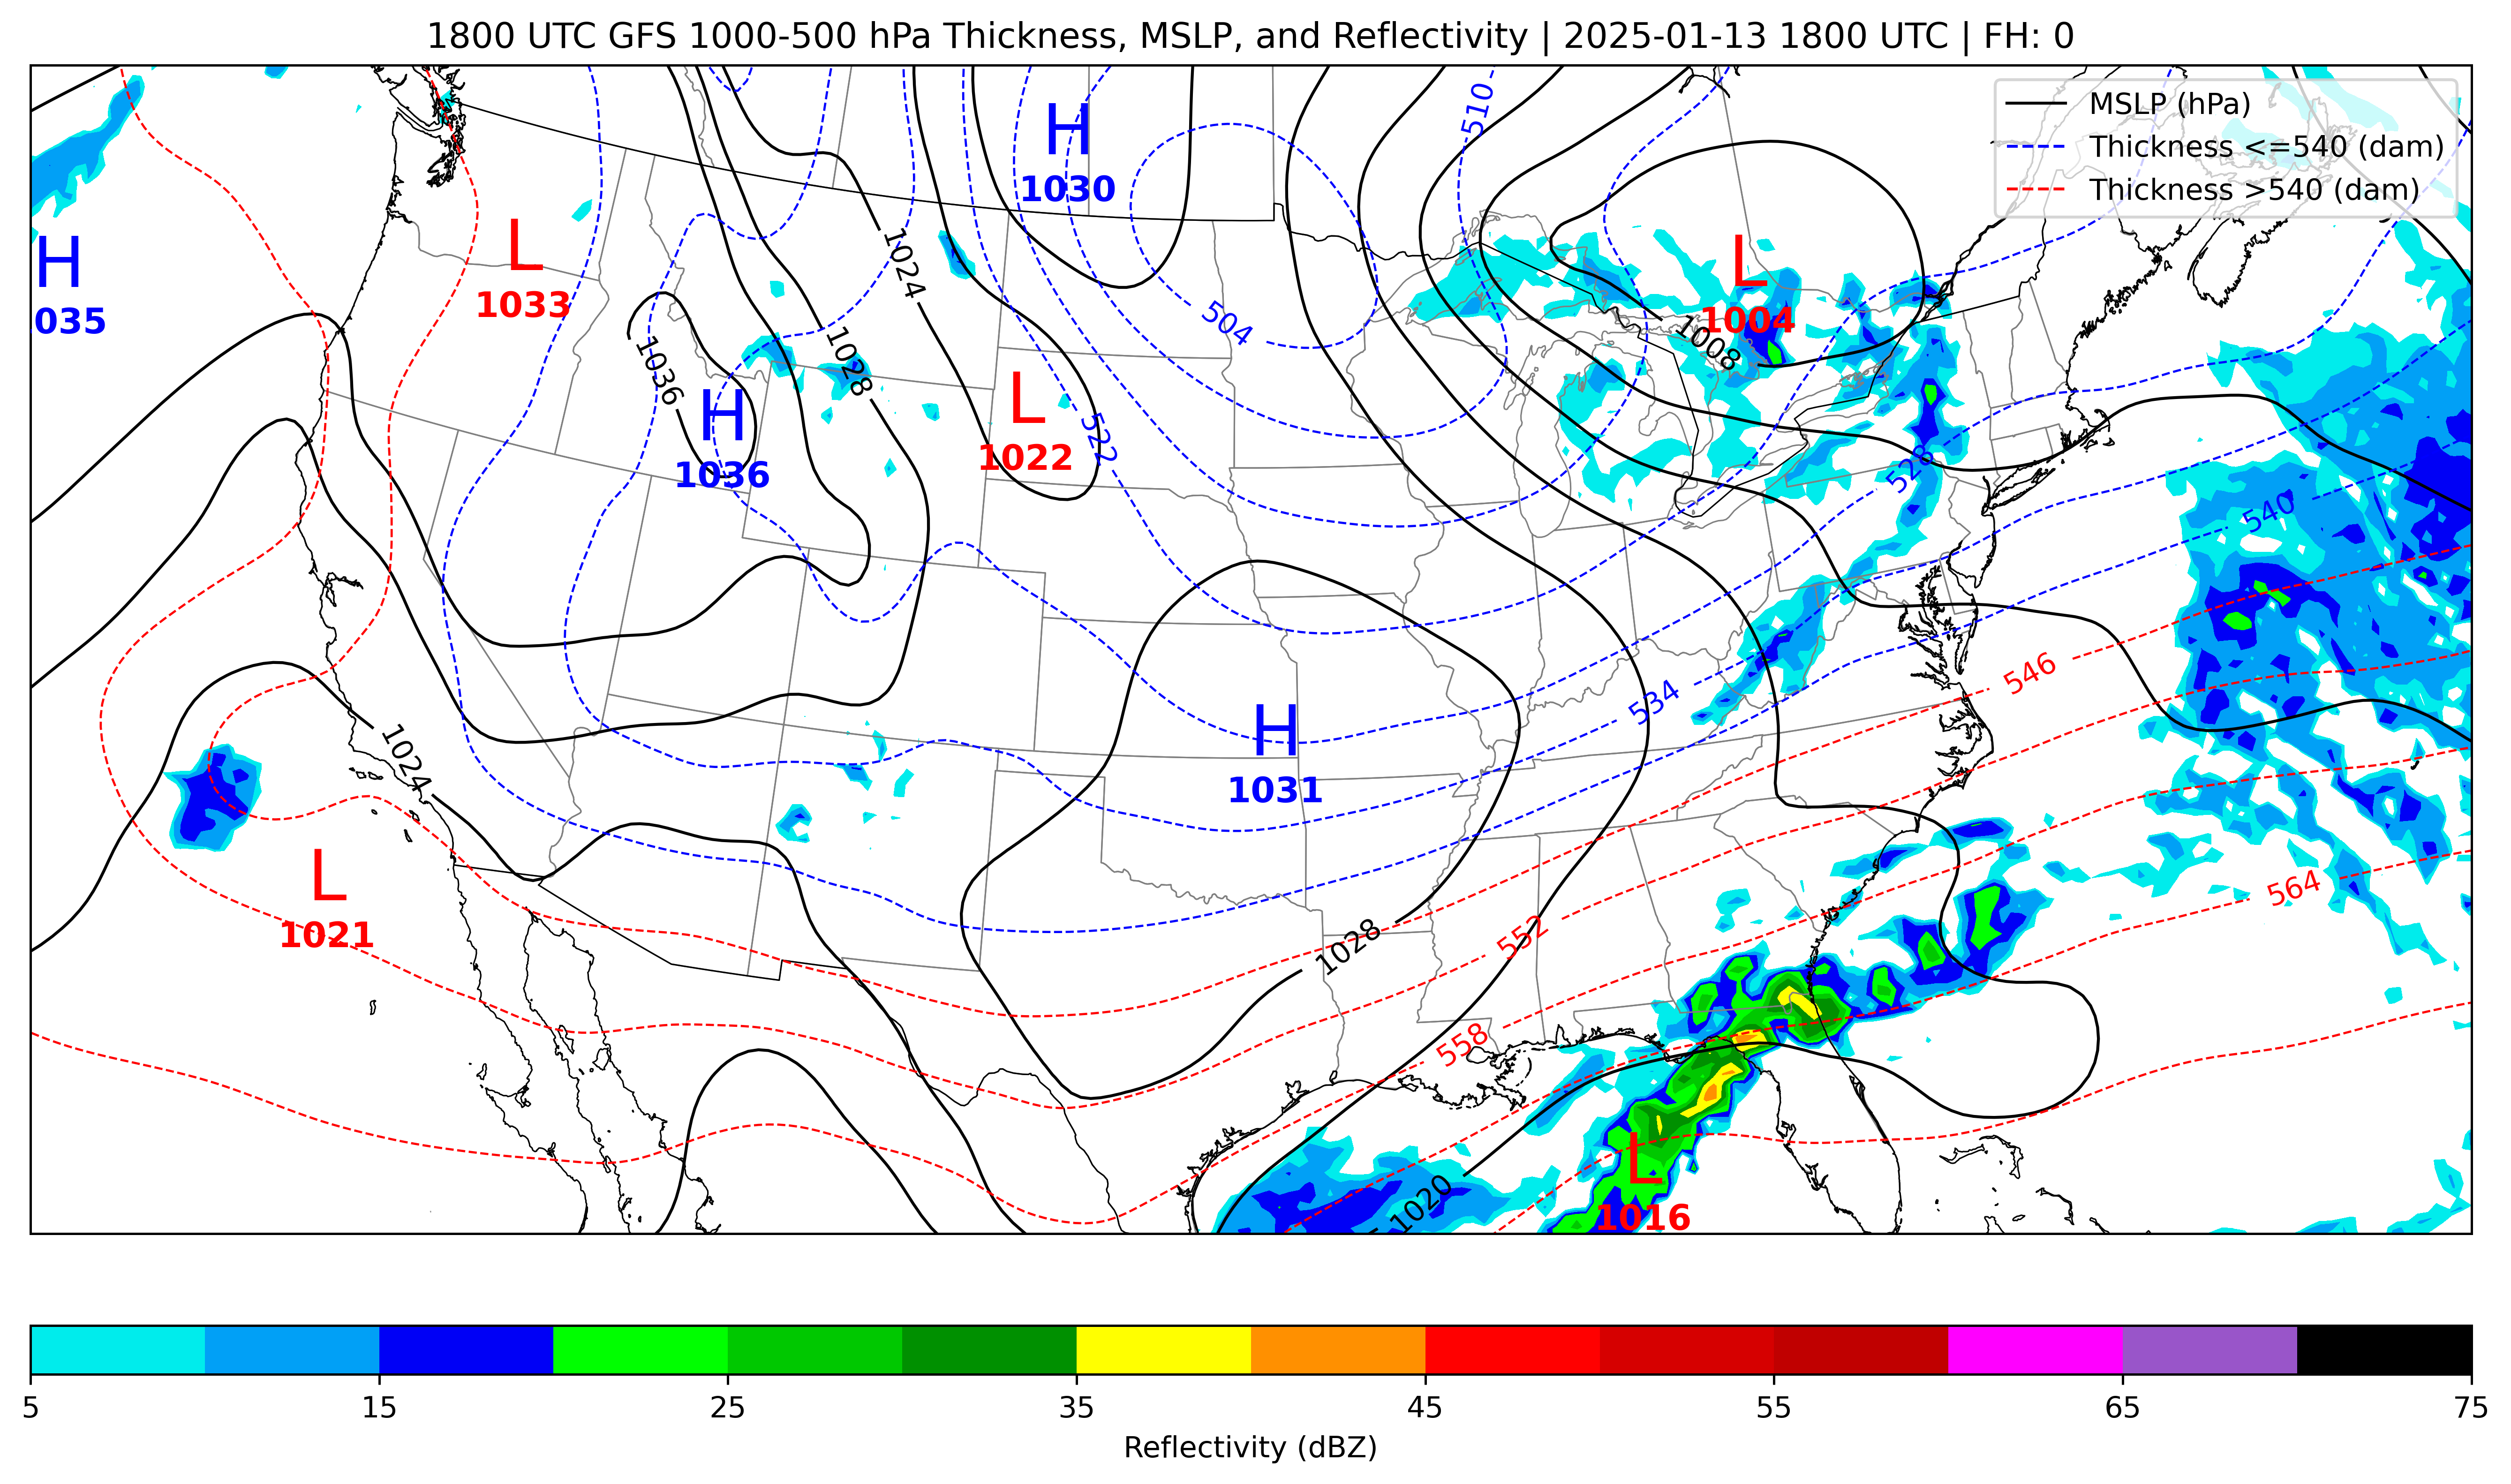 1800 UTC GFS 1000-500 hPa Thickness, MSLP, and Reflectivity | 2025-01-13 1800 UTC | FH: 0
MSLP (hPa)
Thickness <=540 (dam)
Thickness >540 (dam)
510
H
1030
H
035
L
1033
1024
L
1004
1008
504
1028
1036
H
1036
L
1022
522
528
540
546
534
H
1031
1024
L
1021
564
552
1028
558
1020
L
1016
5
15
25
35
45
55
65
75
Reflectivity (dBZ)